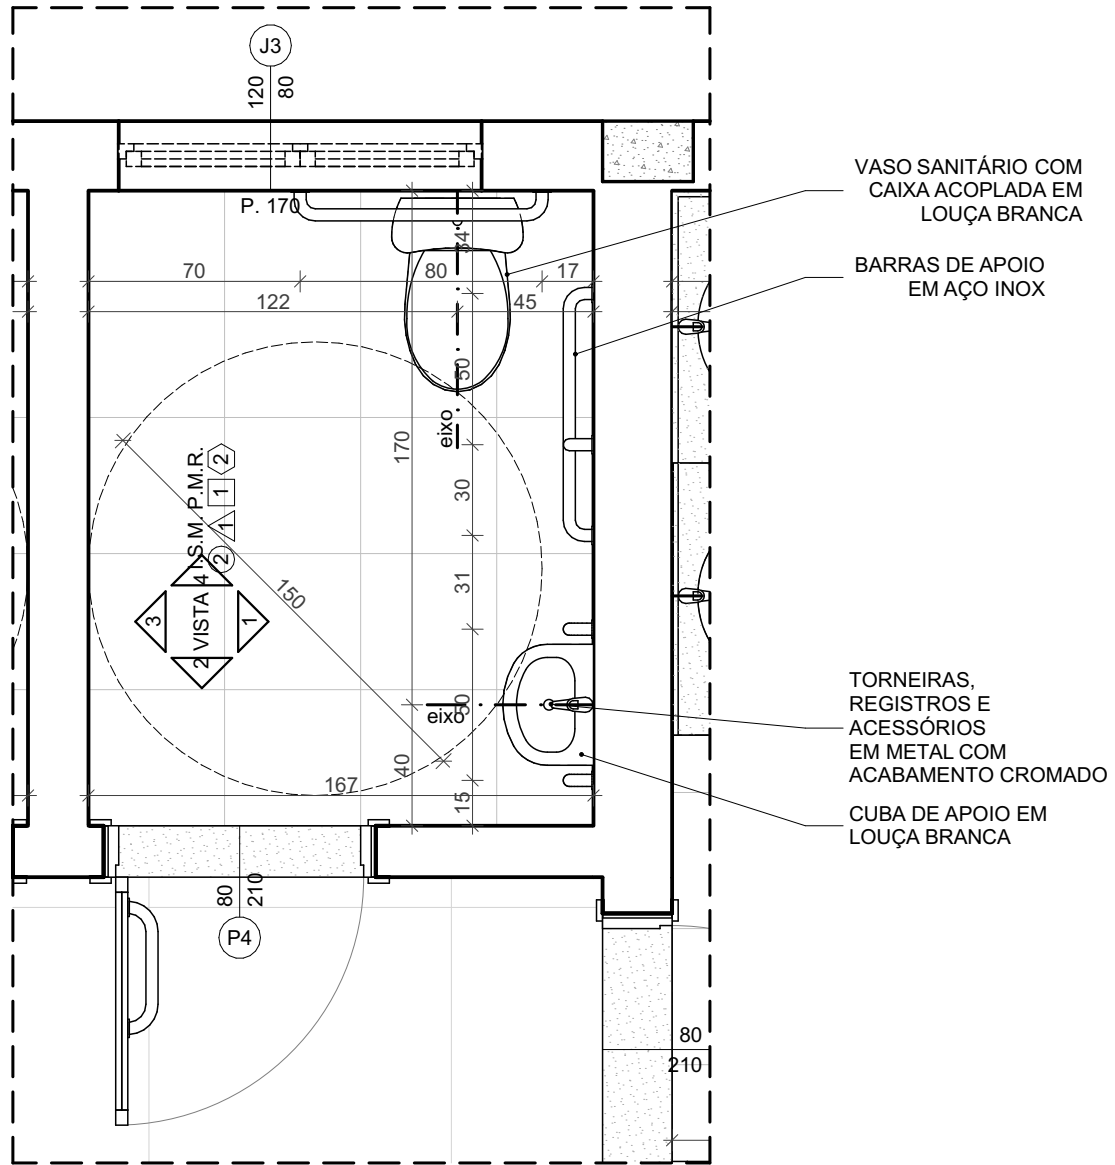 J3
120
80
VASO SANITÁRIO COM
CAIXA ACOPLADA EM
LOUÇA BRANCA
P. 170
34
70
80
17
BARRAS DE APOIO
EM AÇO INOX
122
45
50
eixo
170
I.S.M. P.M.R.
2
1
1
2
30
31
150
4
3
VISTA
1
2
TORNEIRAS,
REGISTROS E
ACESSÓRIOS
EM METAL COM
ACABAMENTO CROMADO
eixo
50
40
167
15
CUBA DE APOIO EM
LOUÇA BRANCA
80
210
P4
80
210